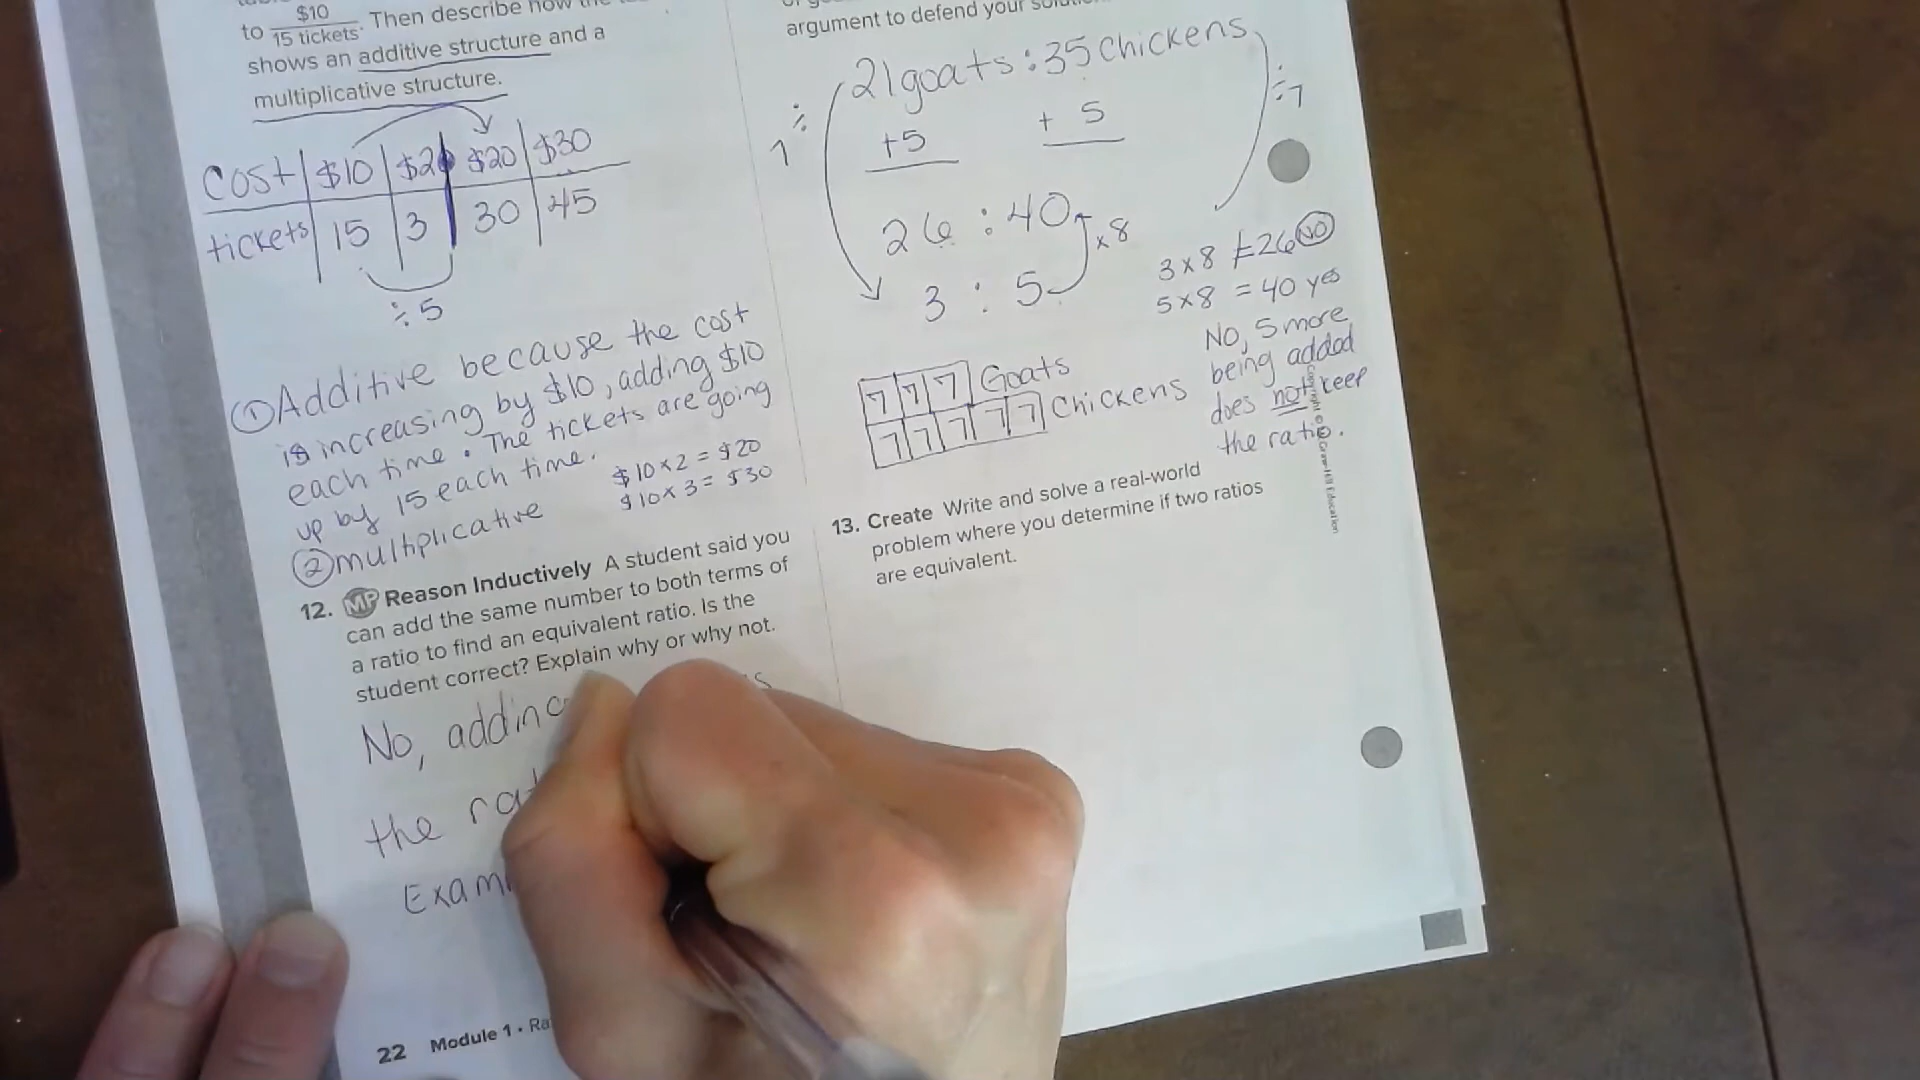 to $10
15 tickets. Then describe how the
shows an additive structure and a
multiplicative structure.
cost $10 $20 $20 $30
tickets 15 3 30 45
÷ 5
① Additive because the cost
is increasing by $10, adding $10
each time. The tickets are going
up by 15 each time.
$10 x 2 = $20
$10 x 3 = $30
② multiplicative
12. MP Reason Inductively A student said you
can add the same number to both terms of
a ratio to find an equivalent ratio. Is the
student correct? Explain why or why not.
No, adding
the
22 Module 1 •
argument to defend your
21 goats : 35 chickens
÷ 7
÷7
+5 + 5
26 : 40
x 8
3 : 5
3 x 8 ≠ 26 NO
5 x 8 = 40 yes
No, 5 more
being added
does not keep
the ratio.
7 7 7 Goats
7 7 7 7 7 Chickens
13. Create Write and solve a real-world
problem where you determine if two ratios
are equivalent.